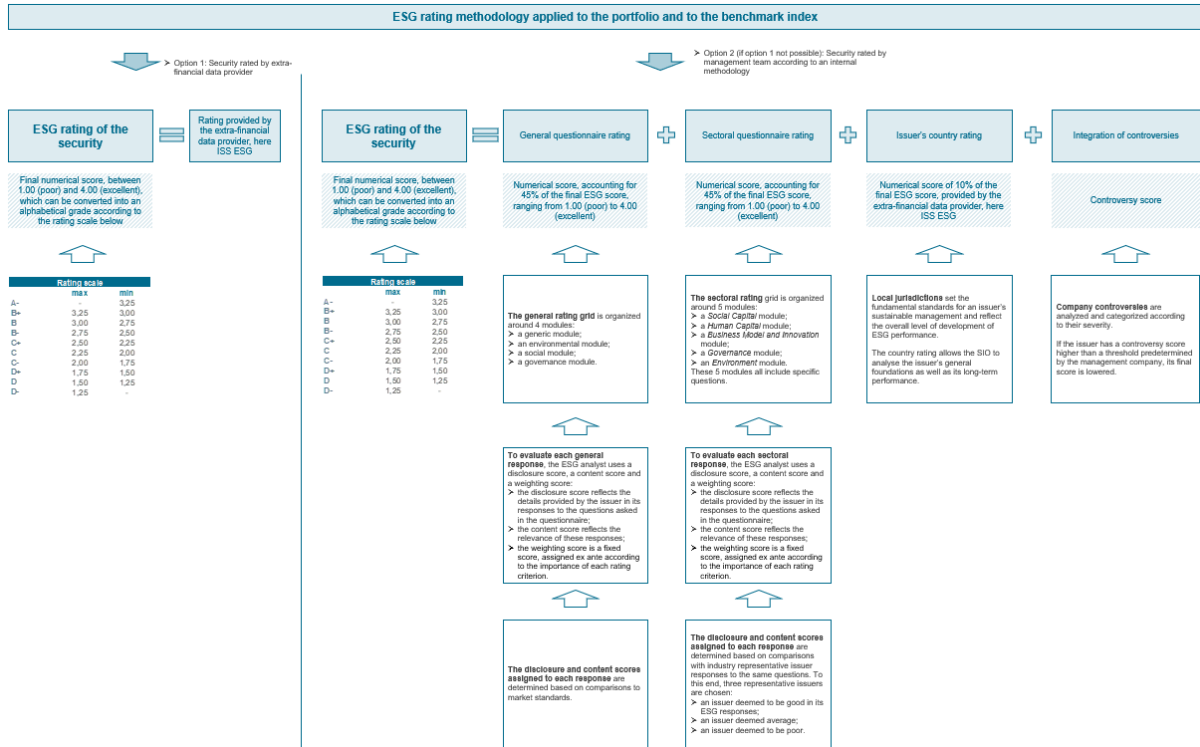 ESG rating methodology applied to the portfolio and to the benchmark index
➢ Option 1: Security rated by extra-
financial data provider
➢ Option 2 (if option 1 not possible): Security rated by
management team according to an internal
methodology
ESG rating of the
security
Rating provided by
the extra-financial
data provider, here
ISS ESG
ESG rating of the
security
General questionnaire rating
Sectoral questionnaire rating
Issuer's country rating
Integration of controversies
Final numerical score, between
1.00 (poor) and 4.00 (excellent),
which can be converted into an
alphabetical grade according to
the rating scale below
Final numerical score, between
1.00 (poor) and 4.00 (excellent),
which can be converted into an
alphabetical grade according to
the rating scale below
Numerical score, accounting for
45% of the final ESG score,
ranging from 1.00 (poor) to 4.00
(excellent)
Numerical score, accounting for
45% of the final ESG score,
ranging from 1.00 (poor) to 4.00
(excellent)
Numerical score of 10% of the
final ESG score, provided by the
extra-financial data provider, here
ISS ESG
Controversy score
Rating scale
max min
A- - 3,25
B+ 3,25 3,00
B 3,00 2,75
B- 2,75 2,50
C+ 2,50 2,25
C 2,25 2,00
C- 2,00 1,75
D+ 1,75 1,50
D 1,50 1,25
D- 1,25 -
Rating scale
max min
A- - 3,25
B+ 3,25 3,00
B 3,00 2,75
B- 2,75 2,50
C+ 2,50 2,25
C 2,25 2,00
C- 2,00 1,75
D+ 1,75 1,50
D 1,50 1,25
D- 1,25 -
The general rating grid is organized
around 4 modules:
➢ a generic module;
➢ an environmental module;
➢ a social module;
➢ a governance module.
The sectoral rating grid is organized
around 5 modules:
➢ a Social Capital module;
➢ a Human Capital module;
➢ a Business Model and Innovation
module;
➢ a Governance module;
➢ an Environment module.
These 5 modules all include specific
questions.
Local jurisdictions set the
fundamental standards for an issuer's
sustainable management and reflect
the overall level of development of
ESG performance.
The country rating allows the SIO to
analyse the issuer's general
foundations as well as its long-term
performance.
Company controversies are
analyzed and categorized according
to their severity.
If the issuer has a controversy score
higher than a threshold predetermined
by the management company, its final
score is lowered.
To evaluate each general
response, the ESG analyst uses a
disclosure score, a content score and
a weighting score:
➢ the disclosure score reflects the
details provided by the issuer in its
responses to the questions asked
in the questionnaire;
➢ the content score reflects the
relevance of these responses;
➢ the weighting score is a fixed
score, assigned ex ante according
to the importance of each rating
criterion.
To evaluate each sectoral
response, the ESG analyst uses a
disclosure score, a content score and
a weighting score:
➢ the disclosure score reflects the
details provided by the issuer in its
responses to the questions asked
in the questionnaire;
➢ the content score reflects the
relevance of these responses;
➢ the weighting score is a fixed
score, assigned ex ante according
to the importance of each rating
criterion.
The disclosure and content scores
assigned to each response are
determined based on comparisons to
market standards.
The disclosure and content scores
assigned to each response are
determined based on comparisons
with industry representative issuer
responses to the same questions. To
this end, three representative issuers
are chosen:
➢ an issuer deemed to be good in its
ESG responses;
➢ an issuer deemed average;
➢ an issuer deemed to be poor.